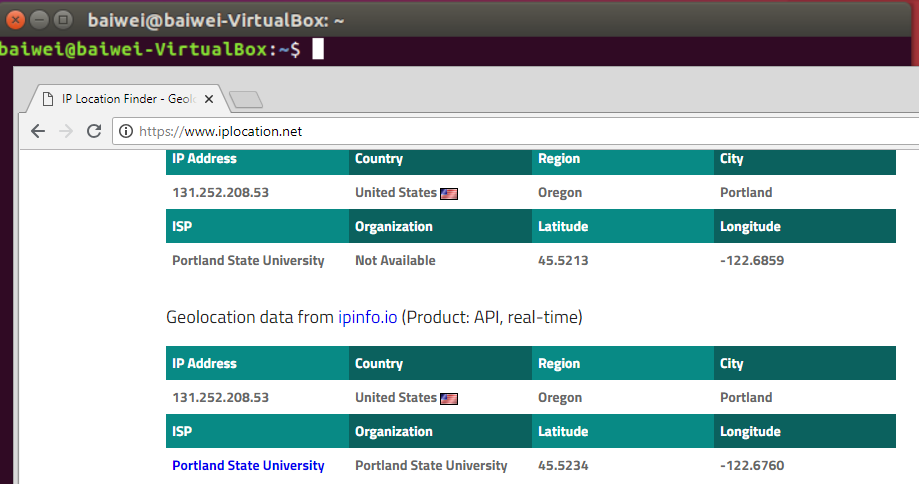 baiwei@baiwei-VirtualBox: ~
baiwei@baiwei-VirtualBox:~$
IP Location Finder - Geolo
https://www.iplocation.net
IP Address Country Region City
131.252.208.53 United States Oregon Portland
ISP Organization Latitude Longitude
Portland State University Not Available 45.5213 -122.6859
Geolocation data from ipinfo.io (Product: API, real-time)
IP Address Country Region City
131.252.208.53 United States Oregon Portland
ISP Organization Latitude Longitude
Portland State University Portland State University 45.5234 -122.6760